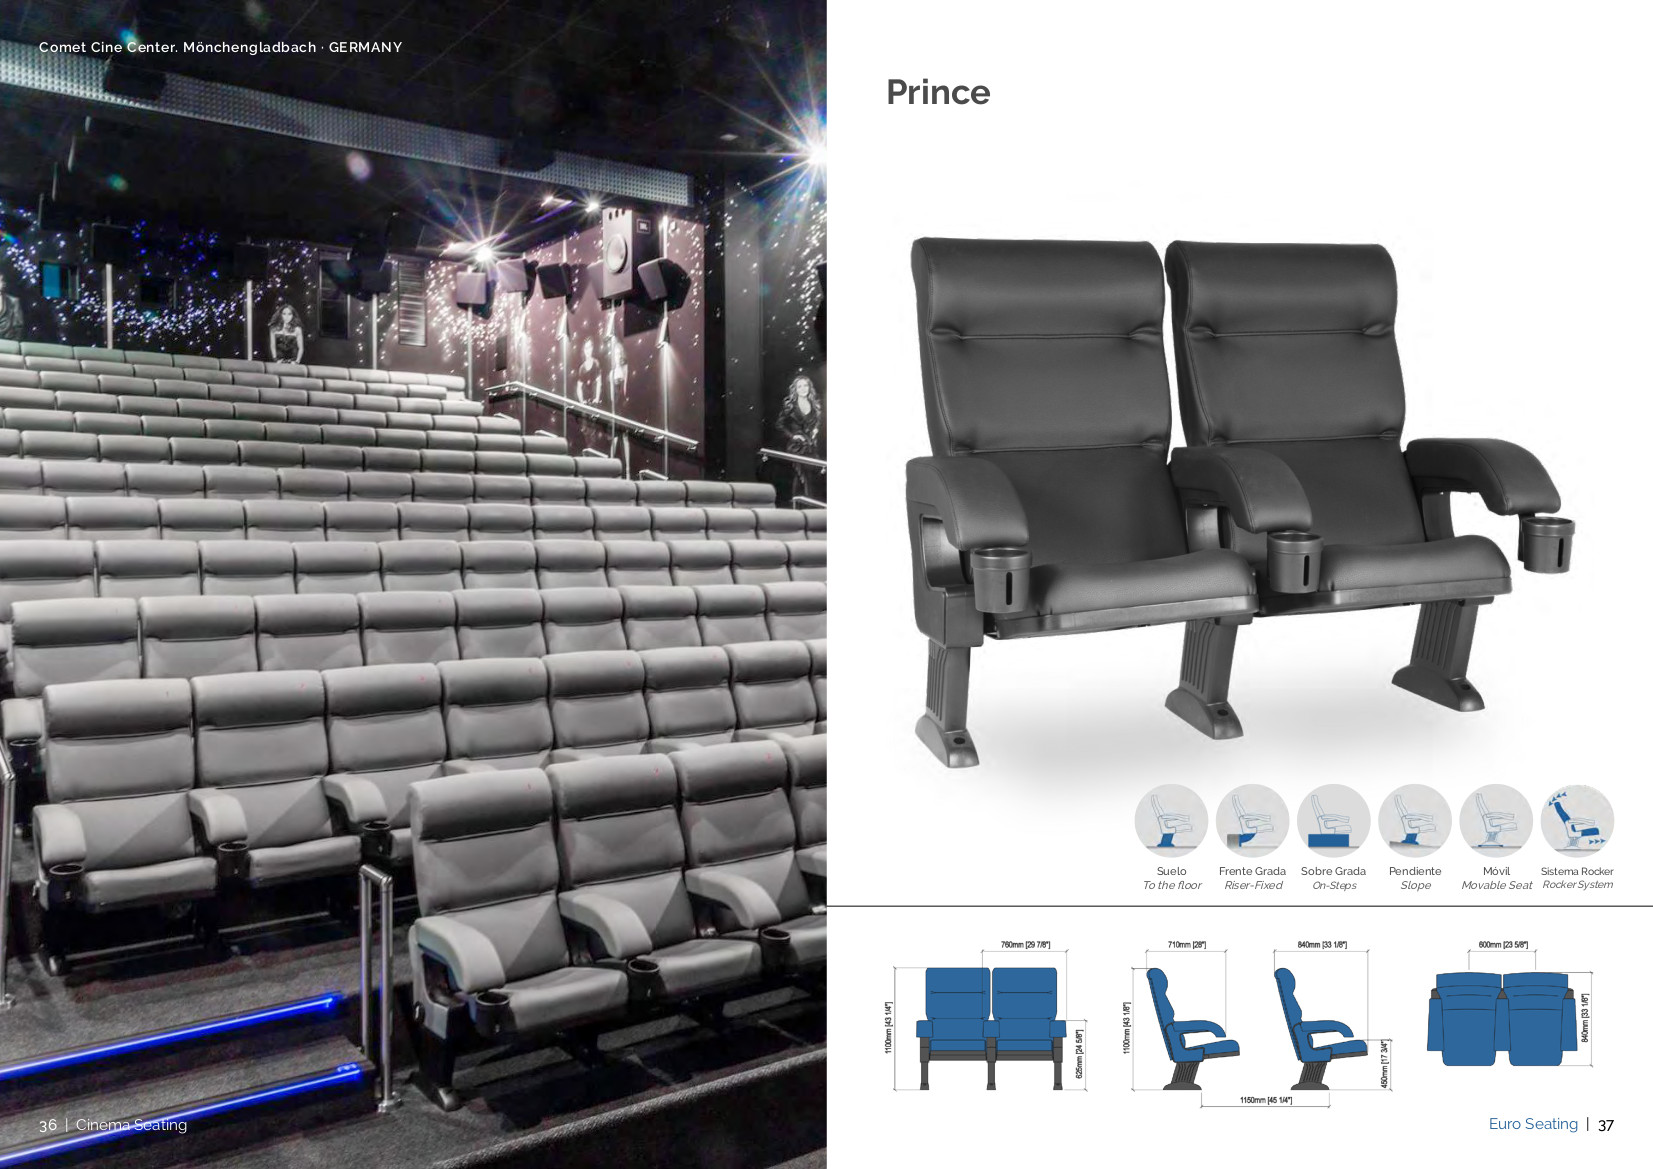 Comet Cine Center. Mönchengladbach · GERMANY
JBL
36 | Cinema Seating
Prince
Suelo
To the floor
Frente Grada
Riser-Fixed
Sobre Grada
On-Steps
Pendiente
Slope
Móvil
Movable Seat
Sistema Rocker
Rocker System
760mm [29 7/8"]
710mm [28"]
840mm [33 1/8"]
600mm [23 5/8"]
1100mm [43 1/4"]
625mm [24 5/8"]
1100mm [43 1/8"]
450mm [17 3/4"]
840mm [33 1/8"]
1150mm [45 1/4"]
Euro Seating | 37